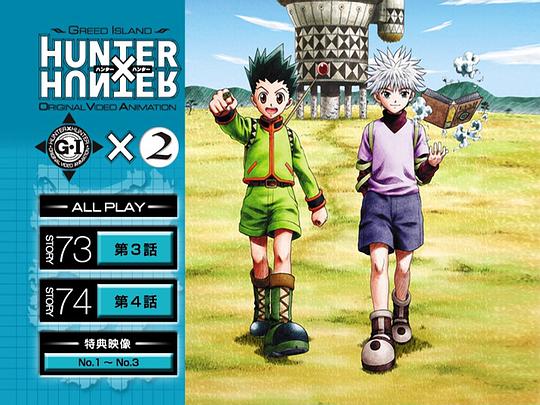 GREED ISLAND
HUNTER
×
ハンター ハンター
HUNTER
ORIGINAL VIDEO ANIMATION
G·I × 2
ALL PLAY
STORY 73 第3話
STORY 74 第4話
特典映像
No.1 ~ No.3